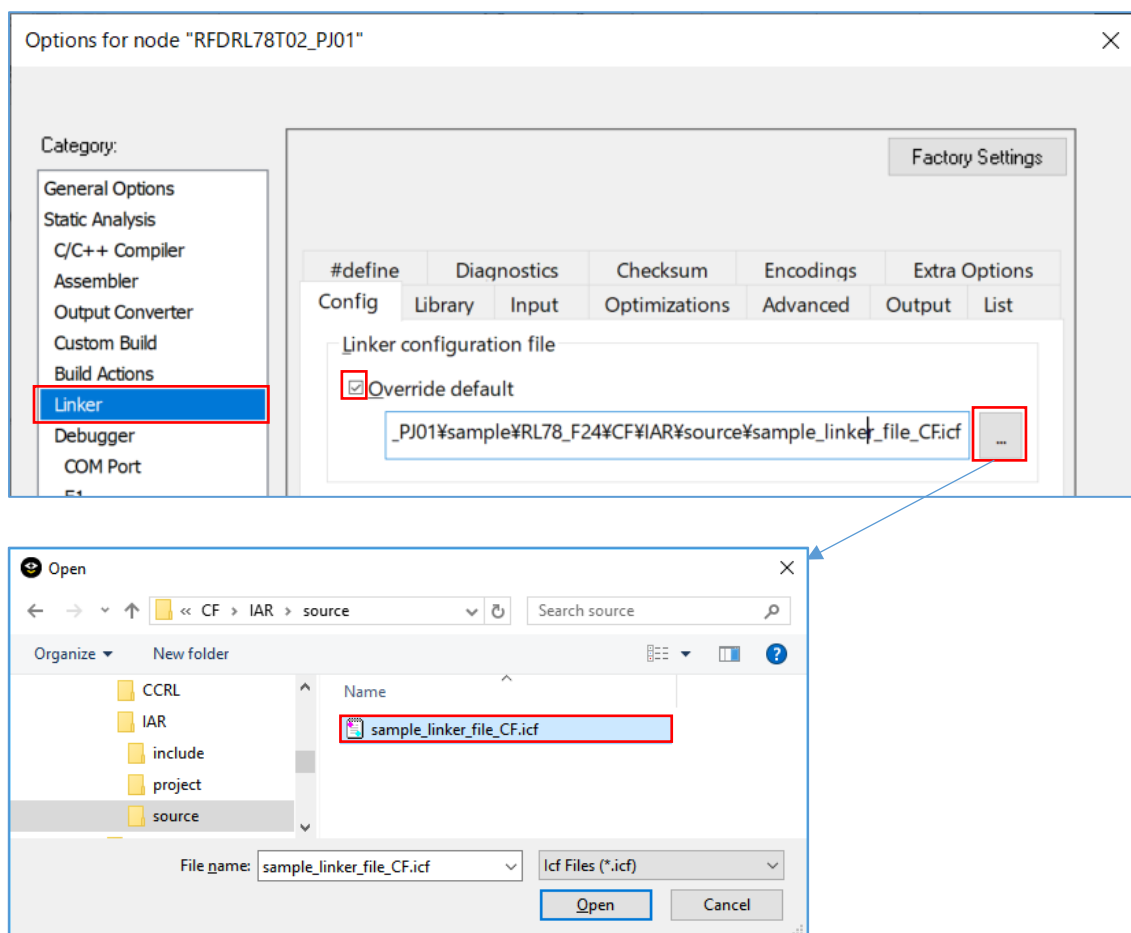 Options for node "RFDRL78T02_PJ01"
Category:
Factory Settings
General Options
Static Analysis
C/C++ Compiler
Assembler
Output Converter
Custom Build
Build Actions
Linker
Debugger
COM Port
E1
#define Diagnostics Checksum Encodings Extra Options
Config Library Input Optimizations Advanced Output List
Linker configuration file
Override default
_PJ01¥sample¥RL78_F24¥CF¥IAR¥source¥sample_linker_file_CF.icf
...
Open
« CF › IAR › source
Search source
Organize
New folder
CCRL
IAR
include
project
source
Name
sample_linker_file_CF.icf
File name: sample_linker_file_CF.icf
Icf Files (*.icf)
Open
Cancel